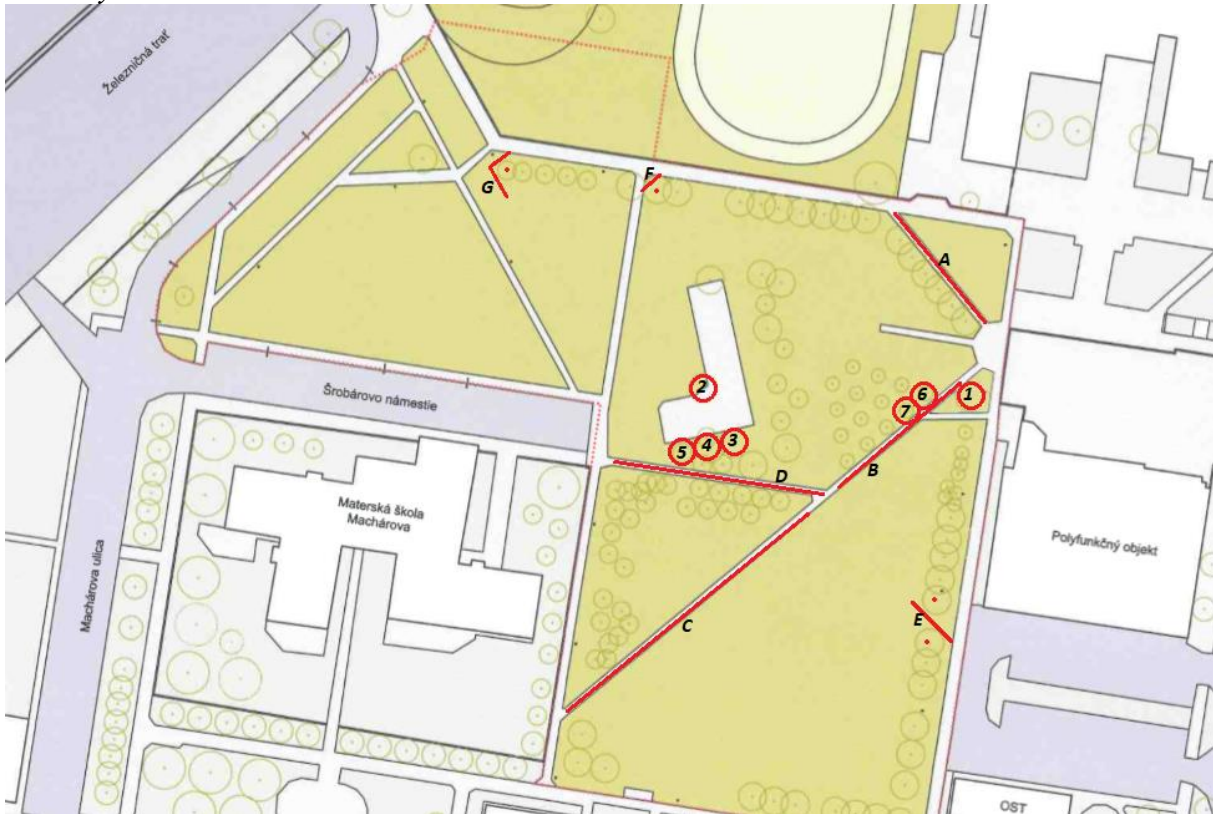 Železničná trať
G
F
A
Šrobárovo námestie
2
6
1
7
5
4
3
D
B
Materská škola
Machárova
Polyfunkčný objekt
Machárova ulica
C
E
OST